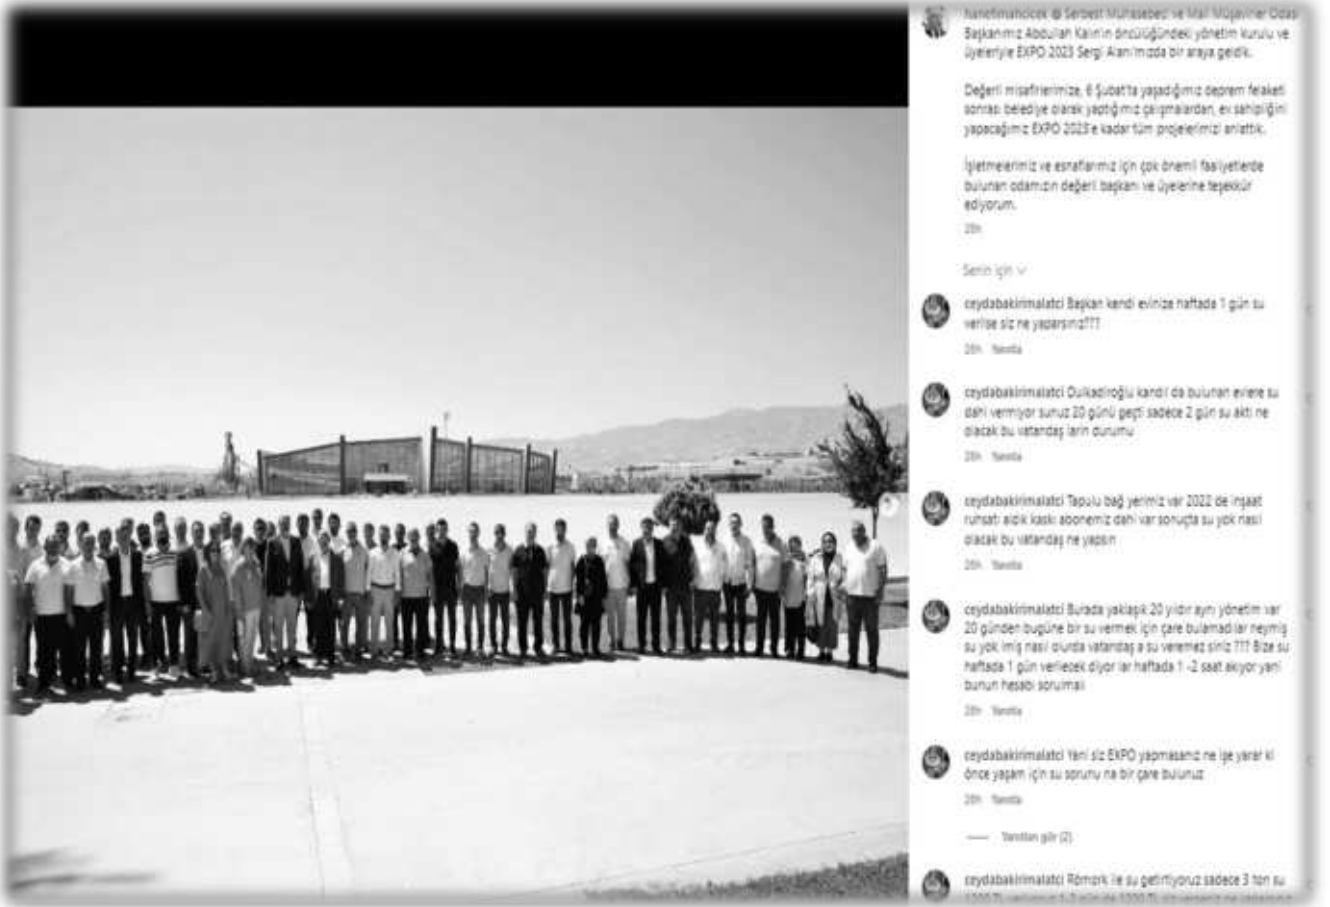 hanefimahcicek @ Serbest Muhasebeci ve Mali Müşavirler Odası
Başkanımız Abdullah Kalın'ın öncülüğündeki yönetim kurulu ve
üyeleriyle EXPO 2023 Sergi Alanı'mızda bir araya geldik.
Değerli misafirlerimize, 6 Şubat'ta yaşadığımız deprem felaketi
sonrası belediye olarak yaptığımız çalışmalardan, ev sahipliğini
yapacağımız EXPO 2023'e kadar tüm projelerimizi anlattık.
İşletmelerimiz ve esnaflarımız için çok önemli faaliyetlerde
bulunan odamızın değerli başkanı ve üyelerine teşekkür
ediyorum.
Senin için
ceydabakirimalatci Başkan kendi evinize haftada 1 gün su
verilse siz ne yaparsınız???
Yanıtla
ceydabakirimalatci Dulkadiroğlu kandil da bulunan evlere su
dahi vermiyor sunuz 20 günü geçti sadece 2 gün su aktı ne
olacak bu vatandaş ların durumu
Yanıtla
ceydabakirimalatci Tapulu bağ yerimiz var 2022 de inşaat
ruhsatı aldık kaski abonemiz dahi var sonuçta su yok nasıl
olacak bu vatandaş ne yapsın
Yanıtla
ceydabakirimalatci Burada yaklaşık 20 yıldır aynı yönetim var
20 günden bugüne bir su vermek için çare bulamadılar neymiş
su yok imiş nasıl olurda vatandaş a su veremez siniz ??? Bize su
haftada 1 gün verilecek diyor lar haftada 1 -2 saat akıyor yani
bunun hesabı sorulmalı
Yanıtla
ceydabakirimalatci Yani siz EXPO yapmasanız ne işe yarar ki
önce yaşam için su sorunu na bir çare bulunuz
Yanıtla
Yanıtları gör (2)
ceydabakirimalatci Römork ile su getirtiyoruz sadece 3 ton su